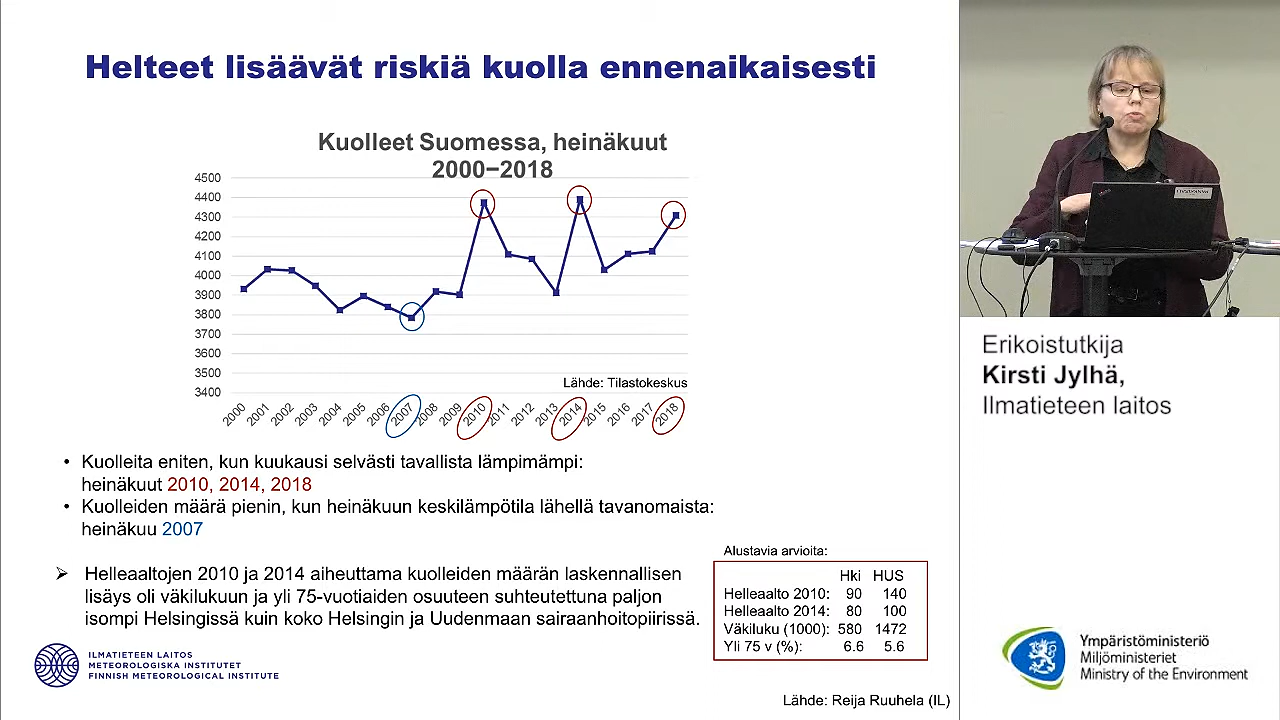 Helteet lisäävät riskiä kuolla ennenaikaisesti
Kuolleet Suomessa, heinäkuut
2000−2018
4500
4400
4300
4200
4100
4000
3900
3800
3700
3600
3500
3400
Lähde: Tilastokeskus
2000 2001 2002 2003 2004 2005 2006 2007 2008 2009 2010 2011 2012 2013 2014 2015 2016 2017 2018
• Kuolleita eniten, kun kuukausi selvästi tavallista lämpimämpi:
heinäkuut 2010, 2014, 2018
• Kuolleiden määrä pienin, kun heinäkuun keskilämpötila lähellä tavanomaista:
heinäkuu 2007
➢ Helleaaltojen 2010 ja 2014 aiheuttama kuolleiden määrän laskennallisen
lisäys oli väkilukuun ja yli 75-vuotiaiden osuuteen suhteutettuna paljon
isompi Helsingissä kuin koko Helsingin ja Uudenmaan sairaanhoitopiirissä.
Alustavia arvioita:
Hki HUS
Helleaalto 2010: 90 140
Helleaalto 2014: 80 100
Väkiluku (1000): 580 1472
Yli 75 v (%): 6.6 5.6
ILMATIETEEN LAITOS
METEOROLOGISKA INSTITUTET
FINNISH METEOROLOGICAL INSTITUTE
Lähde: Reija Ruuhela (IL)
Erikoistutkija
Kirsti Jylhä,
Ilmatieteen laitos
Ympäristöministeriö
Miljöministeriet
Ministry of the Environment